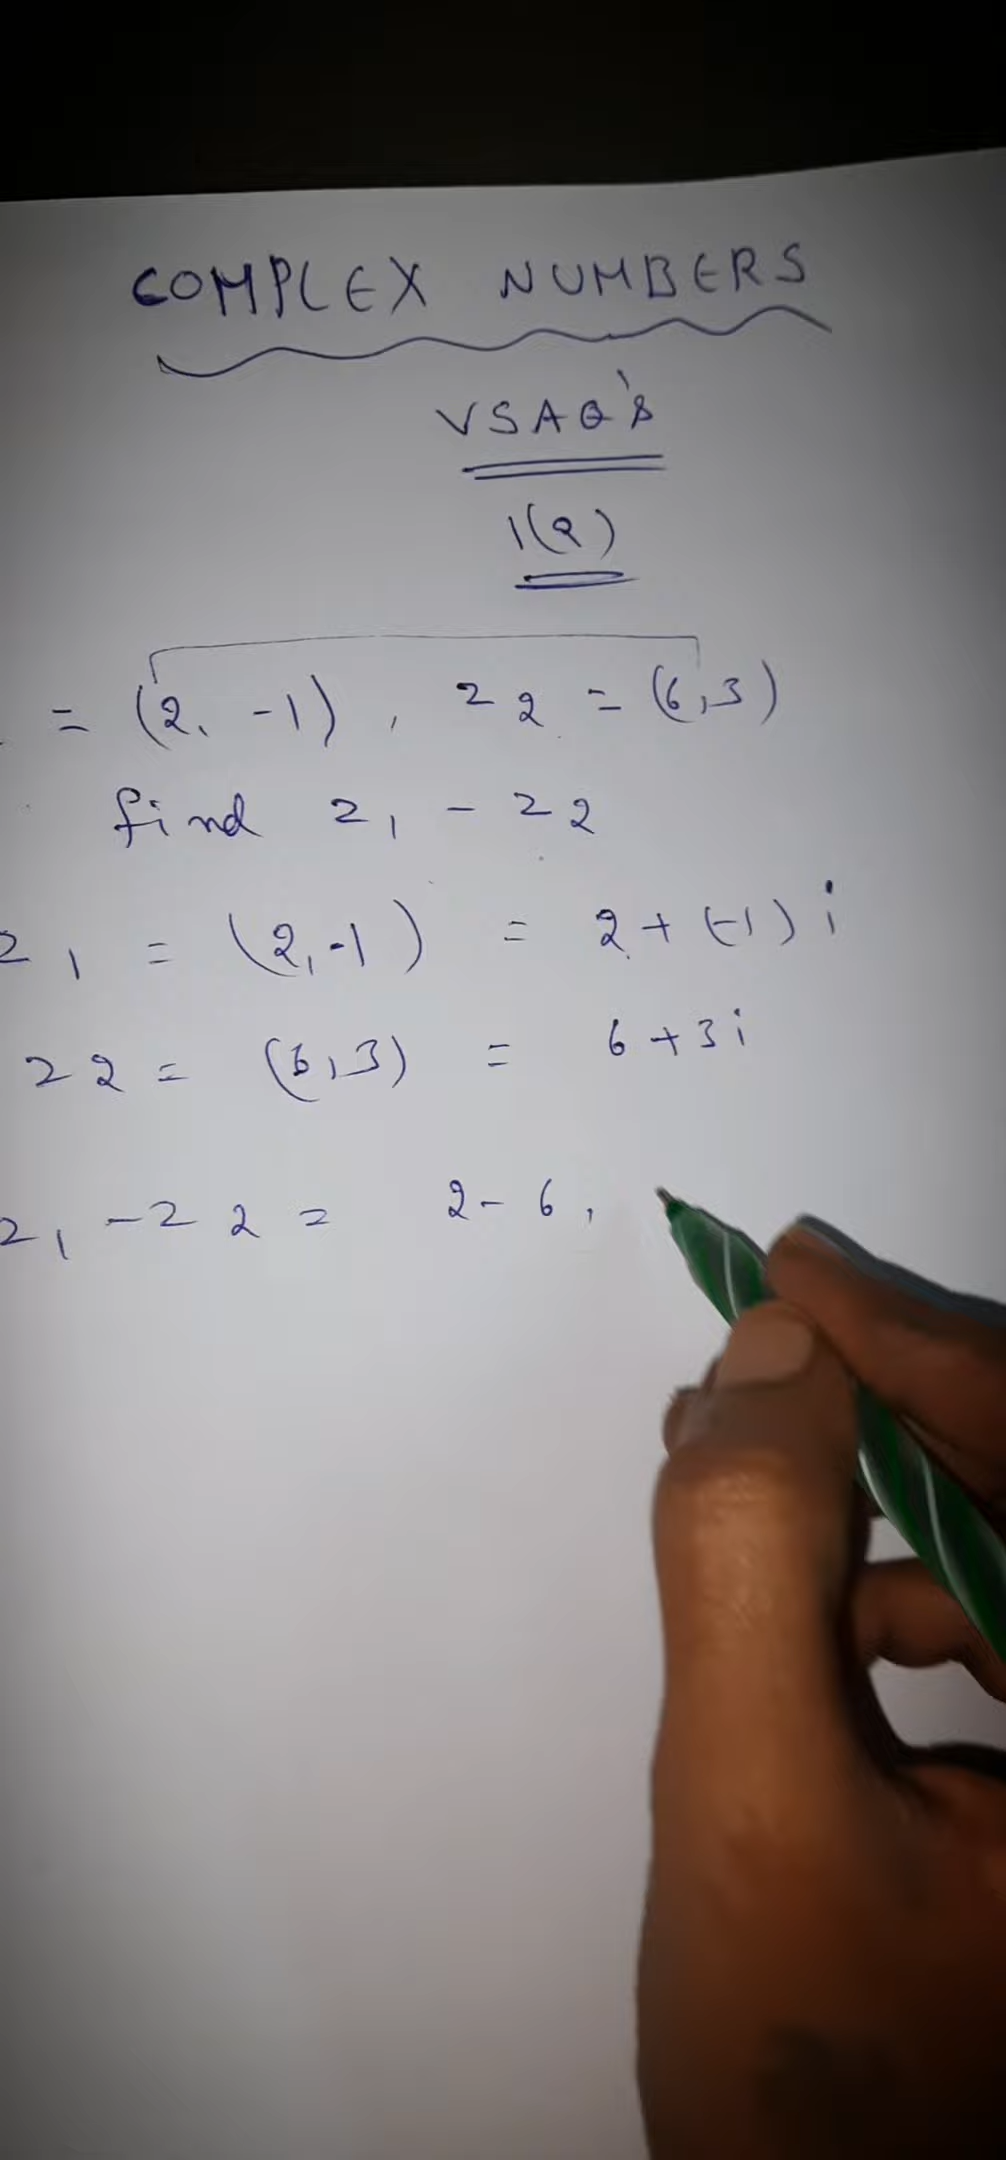 COMPLEX NUMBERS
VSAQ's
1(Q)
= (2, -1), z2 = (6,3)
find z1 - z2
z1 = (2,-1) = 2+(-1)i
z2 = (6,3) = 6+3i
z1 - z2 = 2-6,